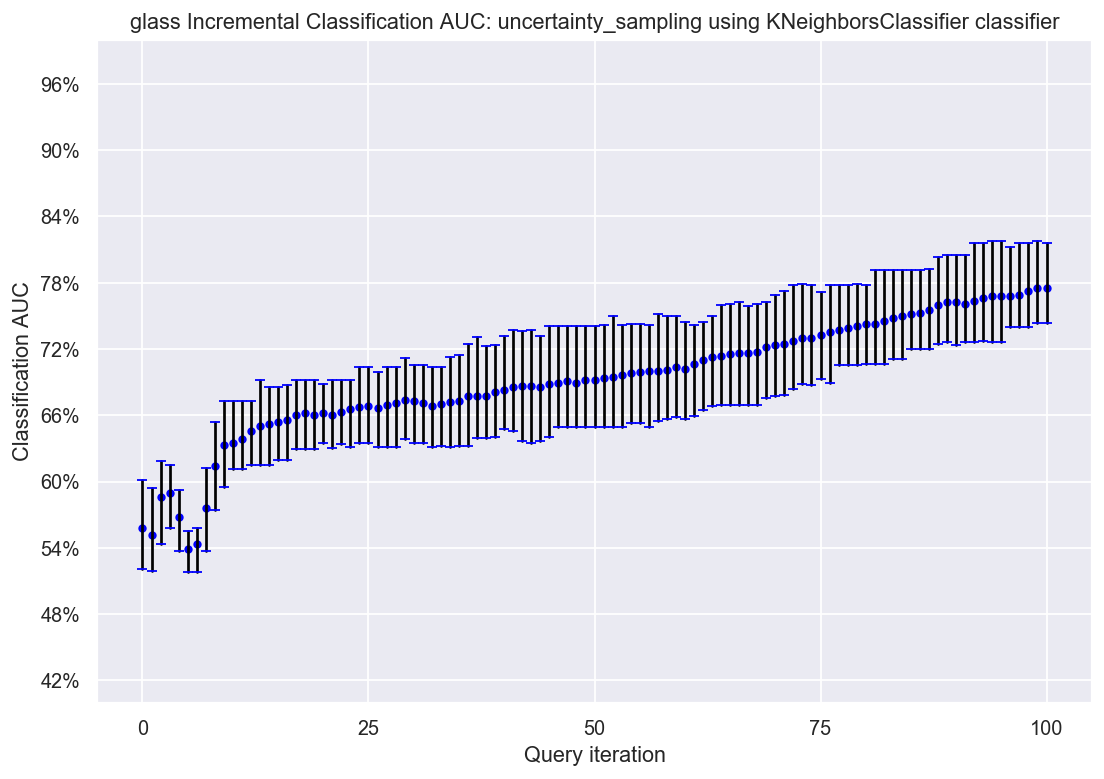 glass Incremental Classification AUC: uncertainty_sampling using KNeighborsClassifier classifier
96%
90%
84%
78%
72%
66%
60%
54%
48%
42%
Classification AUC
0 25 50 75 100
Query iteration